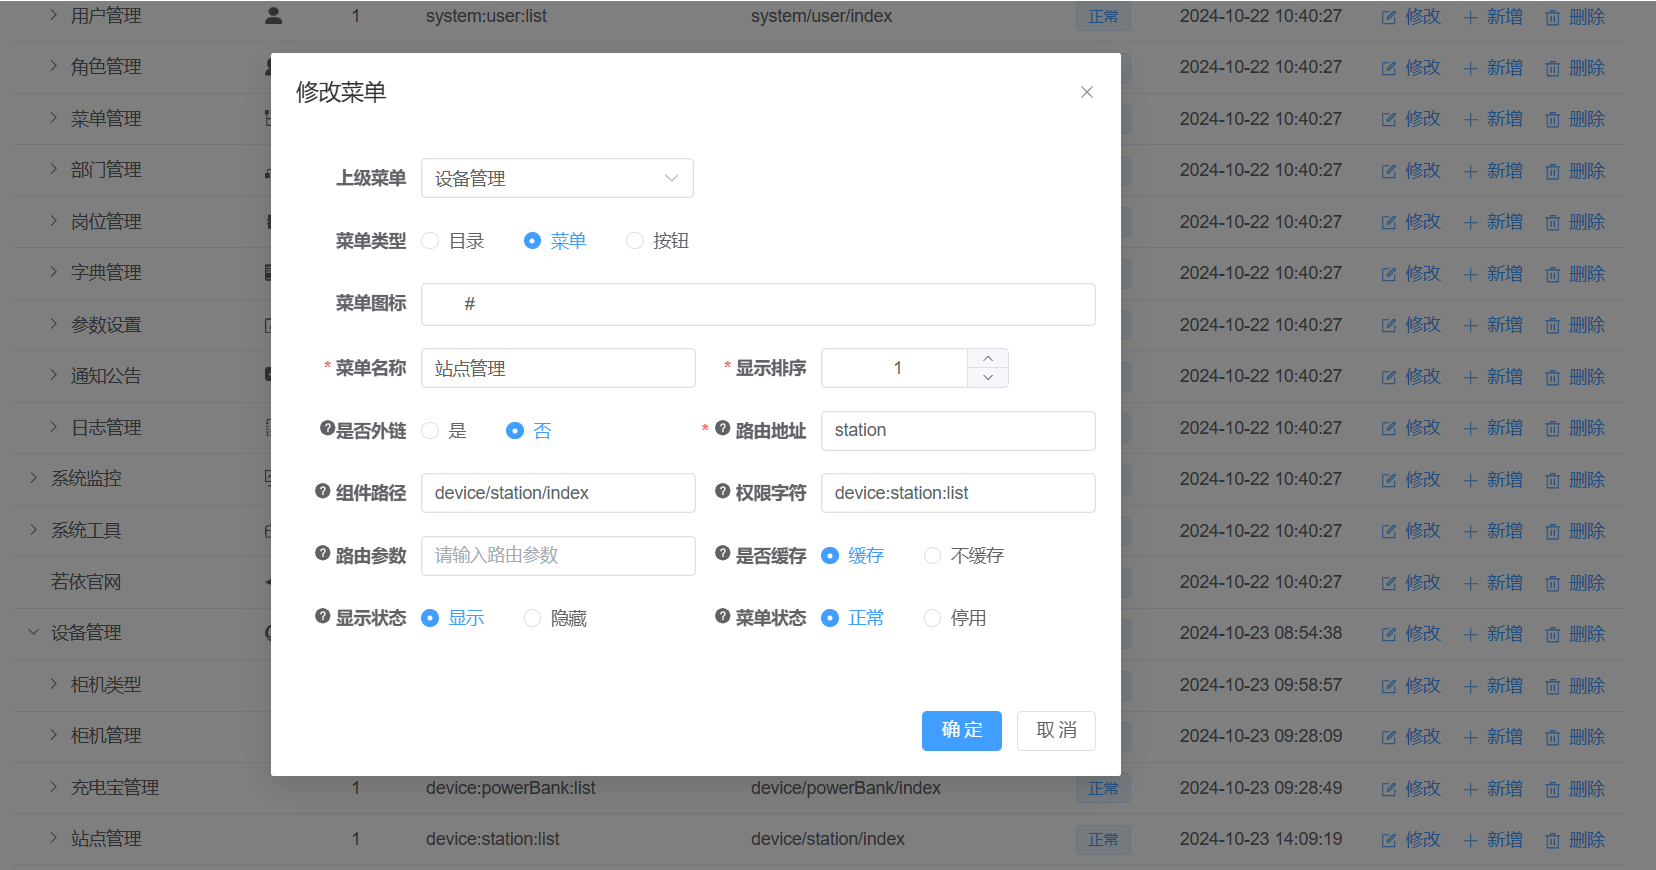 用户管理 1 system:user:list system/user/index 正常 2024-10-22 10:40:27 修改 新增 删除
角色管理 2024-10-22 10:40:27 修改 新增 删除
菜单管理 2024-10-22 10:40:27 修改 新增 删除
部门管理 2024-10-22 10:40:27 修改 新增 删除
岗位管理 2024-10-22 10:40:27 修改 新增 删除
字典管理 2024-10-22 10:40:27 修改 新增 删除
参数设置 2024-10-22 10:40:27 修改 新增 删除
通知公告 2024-10-22 10:40:27 修改 新增 删除
日志管理 2024-10-22 10:40:27 修改 新增 删除
系统监控 2024-10-22 10:40:27 修改 新增 删除
系统工具 2024-10-22 10:40:27 修改 新增 删除
若依官网 2024-10-22 10:40:27 修改 新增 删除
设备管理 2024-10-23 08:54:38 修改 新增 删除
柜机类型 2024-10-23 09:58:57 修改 新增 删除
柜机管理 2024-10-23 09:28:09 修改 新增 删除
充电宝管理 1 device:powerBank:list device/powerBank/index 正常 2024-10-23 09:28:49 修改 新增 删除
站点管理 1 device:station:list device/station/index 正常 2024-10-23 14:09:19 修改 新增 删除
修改菜单
上级菜单 设备管理
菜单类型 目录 菜单 按钮
菜单图标 #
* 菜单名称 站点管理 * 显示排序 1
是否外链 是 否 * 路由地址 station
组件路径 device/station/index 权限字符 device:station:list
路由参数 请输入路由参数 是否缓存 缓存 不缓存
显示状态 显示 隐藏 菜单状态 正常 停用
确定 取消